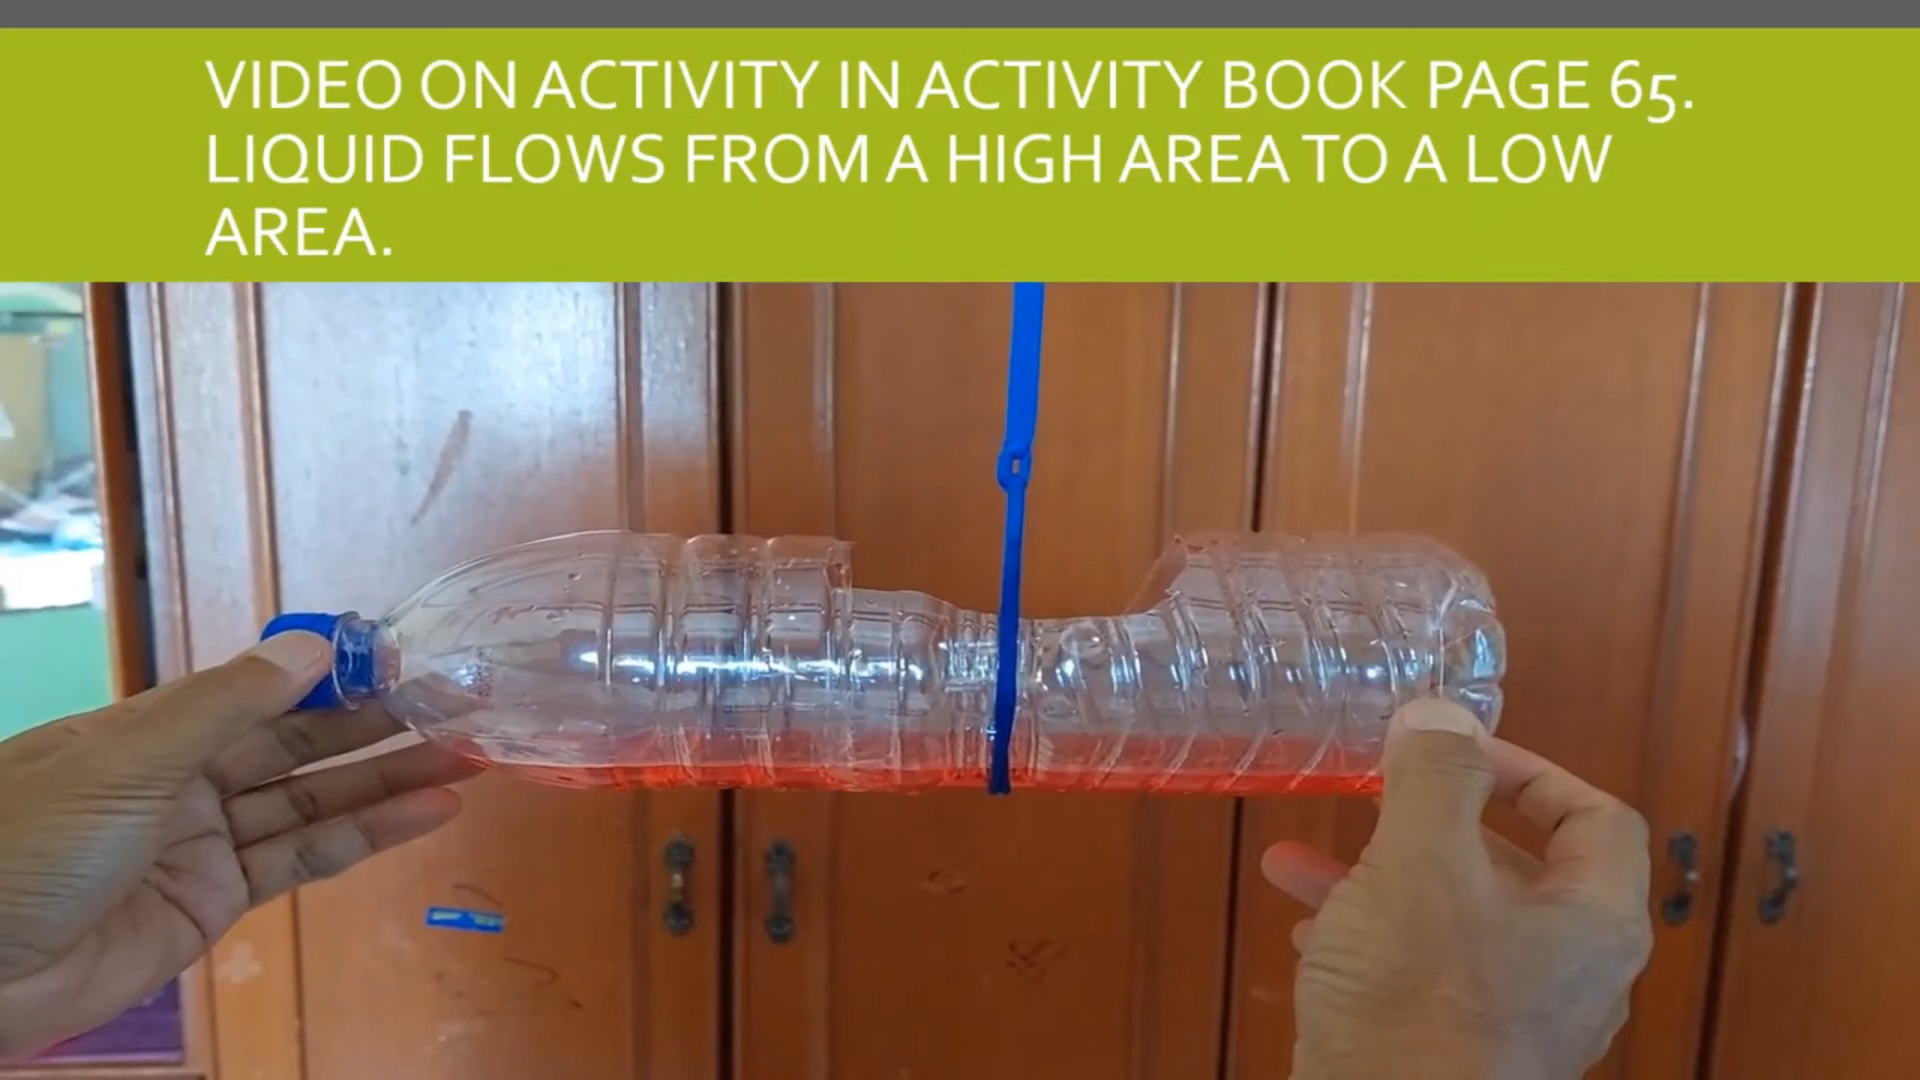 VIDEO ON ACTIVITY IN ACTIVITY BOOK PAGE 65.
LIQUID FLOWS FROM A HIGH AREA TO A LOW
AREA.